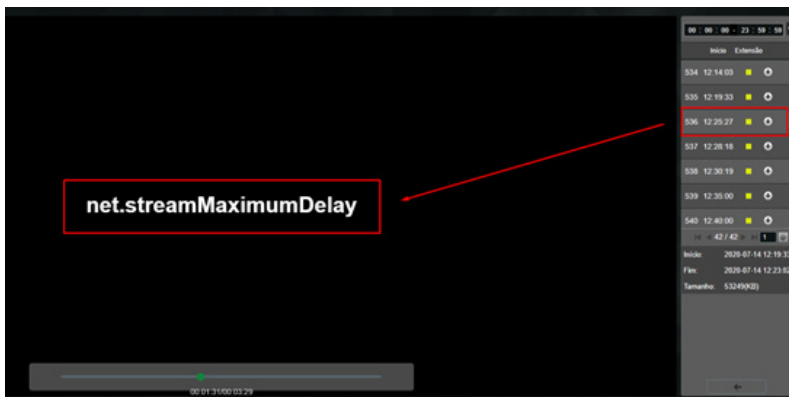 00 : 00 : 00 - 23 : 59 : 59
Início Extensão
534 12:14:03
535 12:19:33
536 12:25:27
537 12:28:18
538 12:30:19
539 12:35:00
540 12:40:00
42 / 42 1
Início: 2020-07-14 12:19:33
Fim: 2020-07-14 12:23:02
Tamanho: 53249(KB)
net.streamMaximumDelay
00:01:31/00:03:29